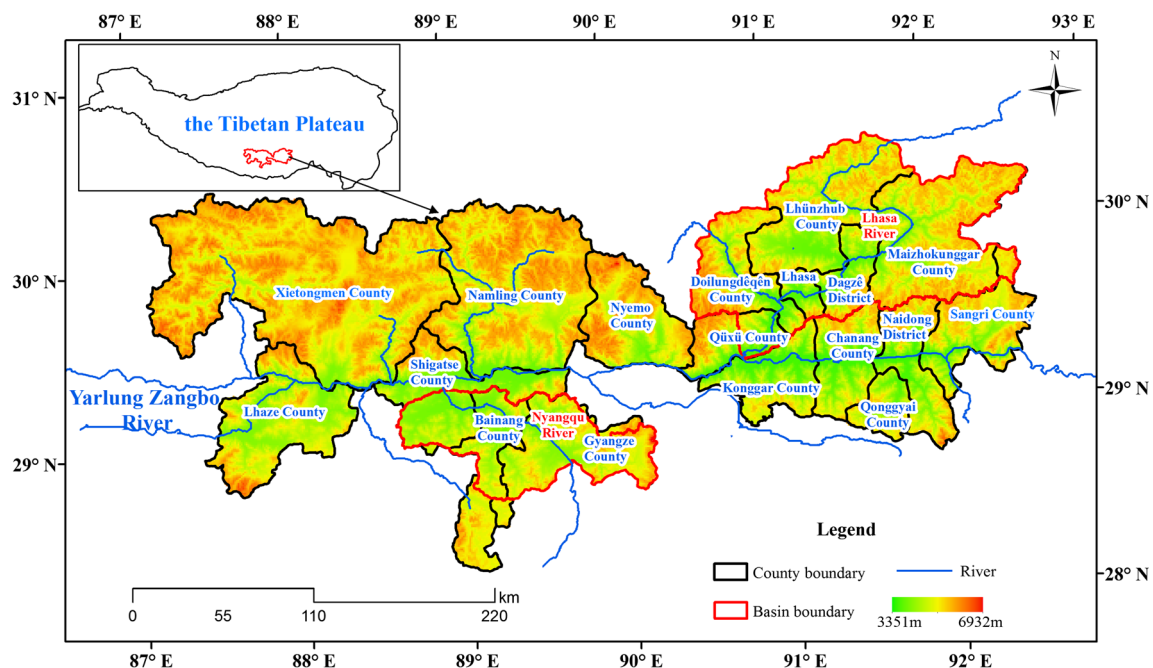 87° E 88° E 89° E 90° E 91° E 92° E 93° E
31° N
30° N
29° N
30° N
29° N
28° N
N
the Tibetan Plateau
Lhünzhub
County
Lhasa
River
Maizhokunggar
County
Xietongmen County
Namling County
Nyemo
County
Doilungdêqên
County
Lhasa
Dagzê
District
Naidong
District
Sangri County
Qüxü County
Chanang
County
Shigatse
County
Konggar County
Yarlung Zangbo
River
Lhaze County
Bainang
County
Nyangqu
River
Gyangze
County
Qonggyai
County
Legend
County boundary
River
Basin boundary
3351m 6932m
km
0 55 110 220
87° E 88° E 89° E 90° E 91° E 92° E